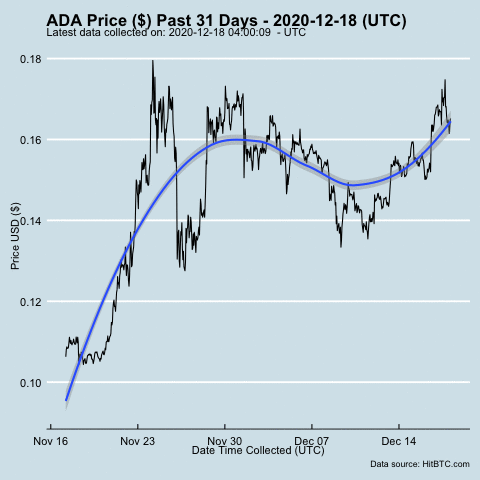 ADA Price ($) Past 31 Days - 2020-12-18 (UTC)
Latest data collected on: 2020-12-18 04:00:09  - UTC
0.18
0.16
0.14
0.12
0.10
Price USD ($)
Nov 16
Nov 23
Nov 30
Dec 07
Dec 14
Date Time Collected (UTC)
Data source: HitBTC.com